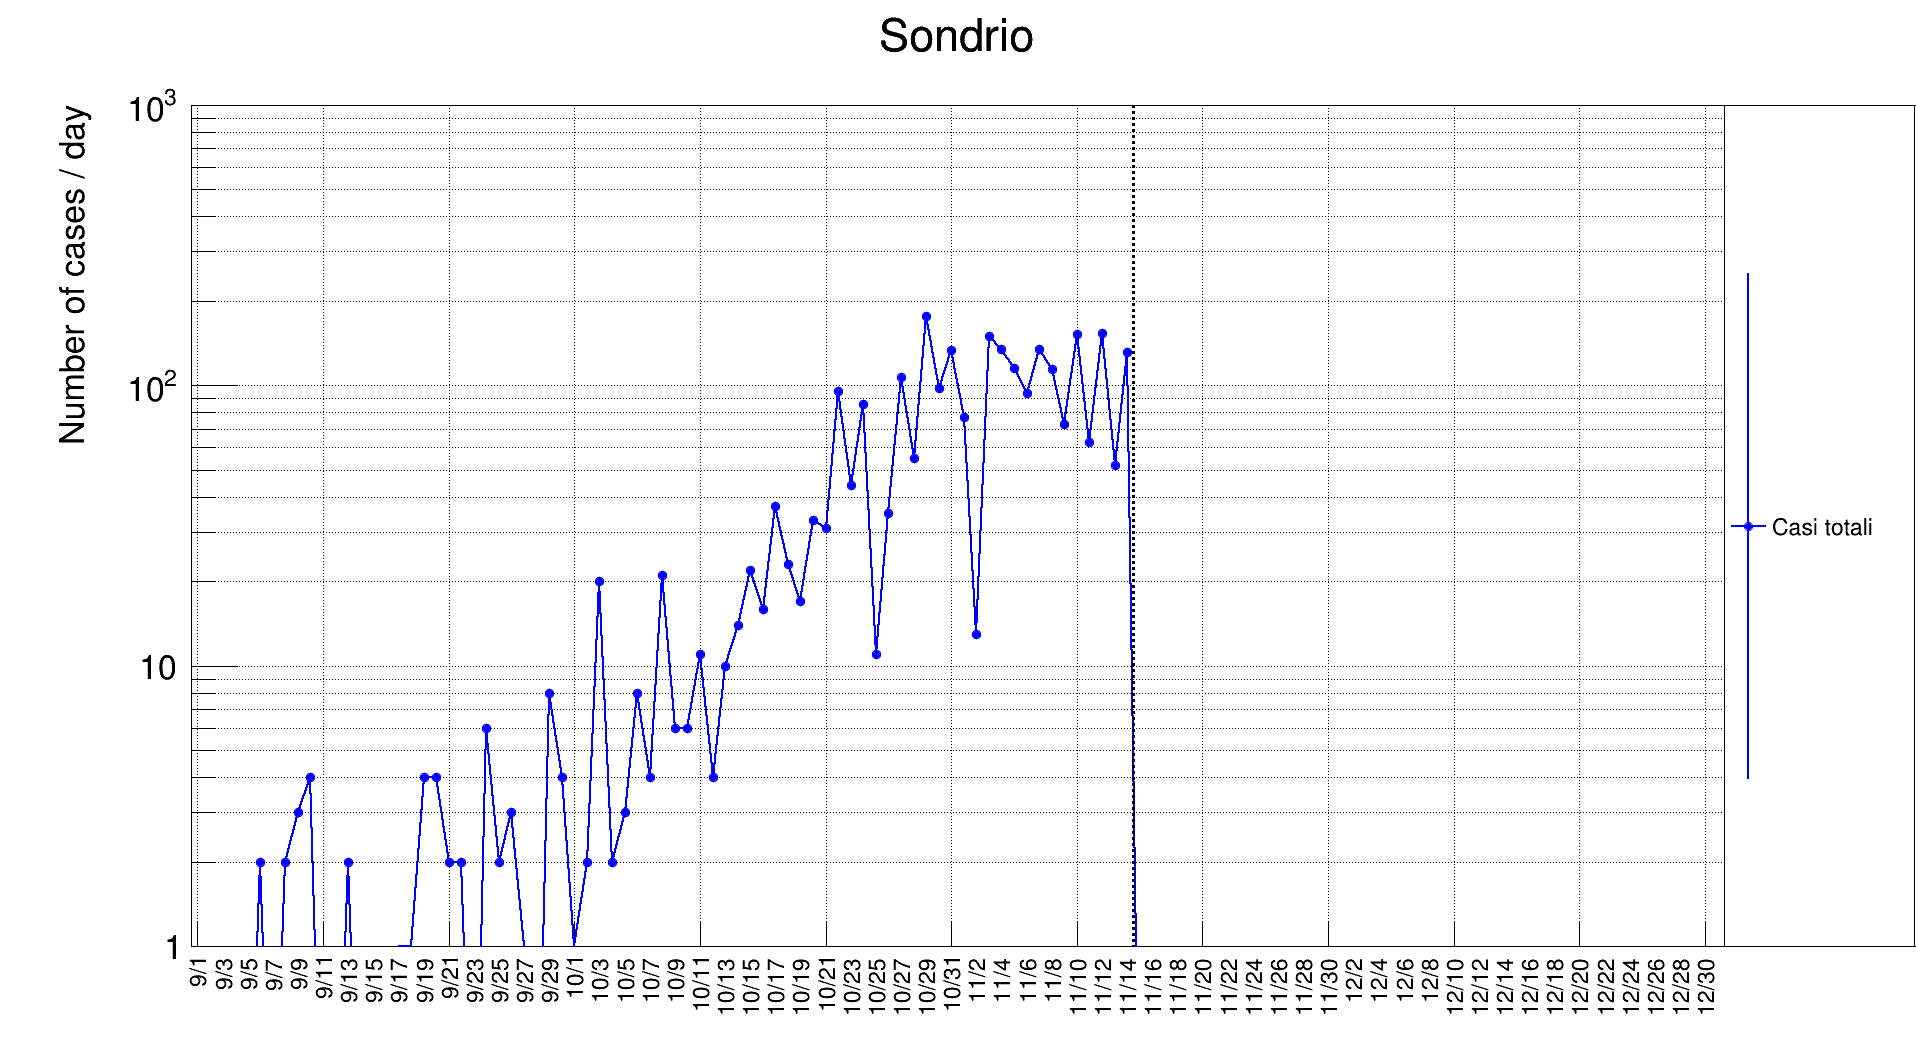 Sondrio
Number of cases / day
10³
10²
10
1
9/1 9/3 9/5 9/7 9/9 9/11 9/13 9/15 9/17 9/19 9/21 9/23 9/25 9/27 9/29 10/1 10/3 10/5 10/7 10/9 10/11 10/13 10/15 10/17 10/19 10/21 10/23 10/25 10/27 10/29 10/31 11/2 11/4 11/6 11/8 11/10 11/12 11/14 11/16 11/18 11/20 11/22 11/24 11/26 11/28 11/30 12/2 12/4 12/6 12/8 12/10 12/12 12/14 12/16 12/18 12/20 12/22 12/24 12/26 12/28 12/30
Casi totali